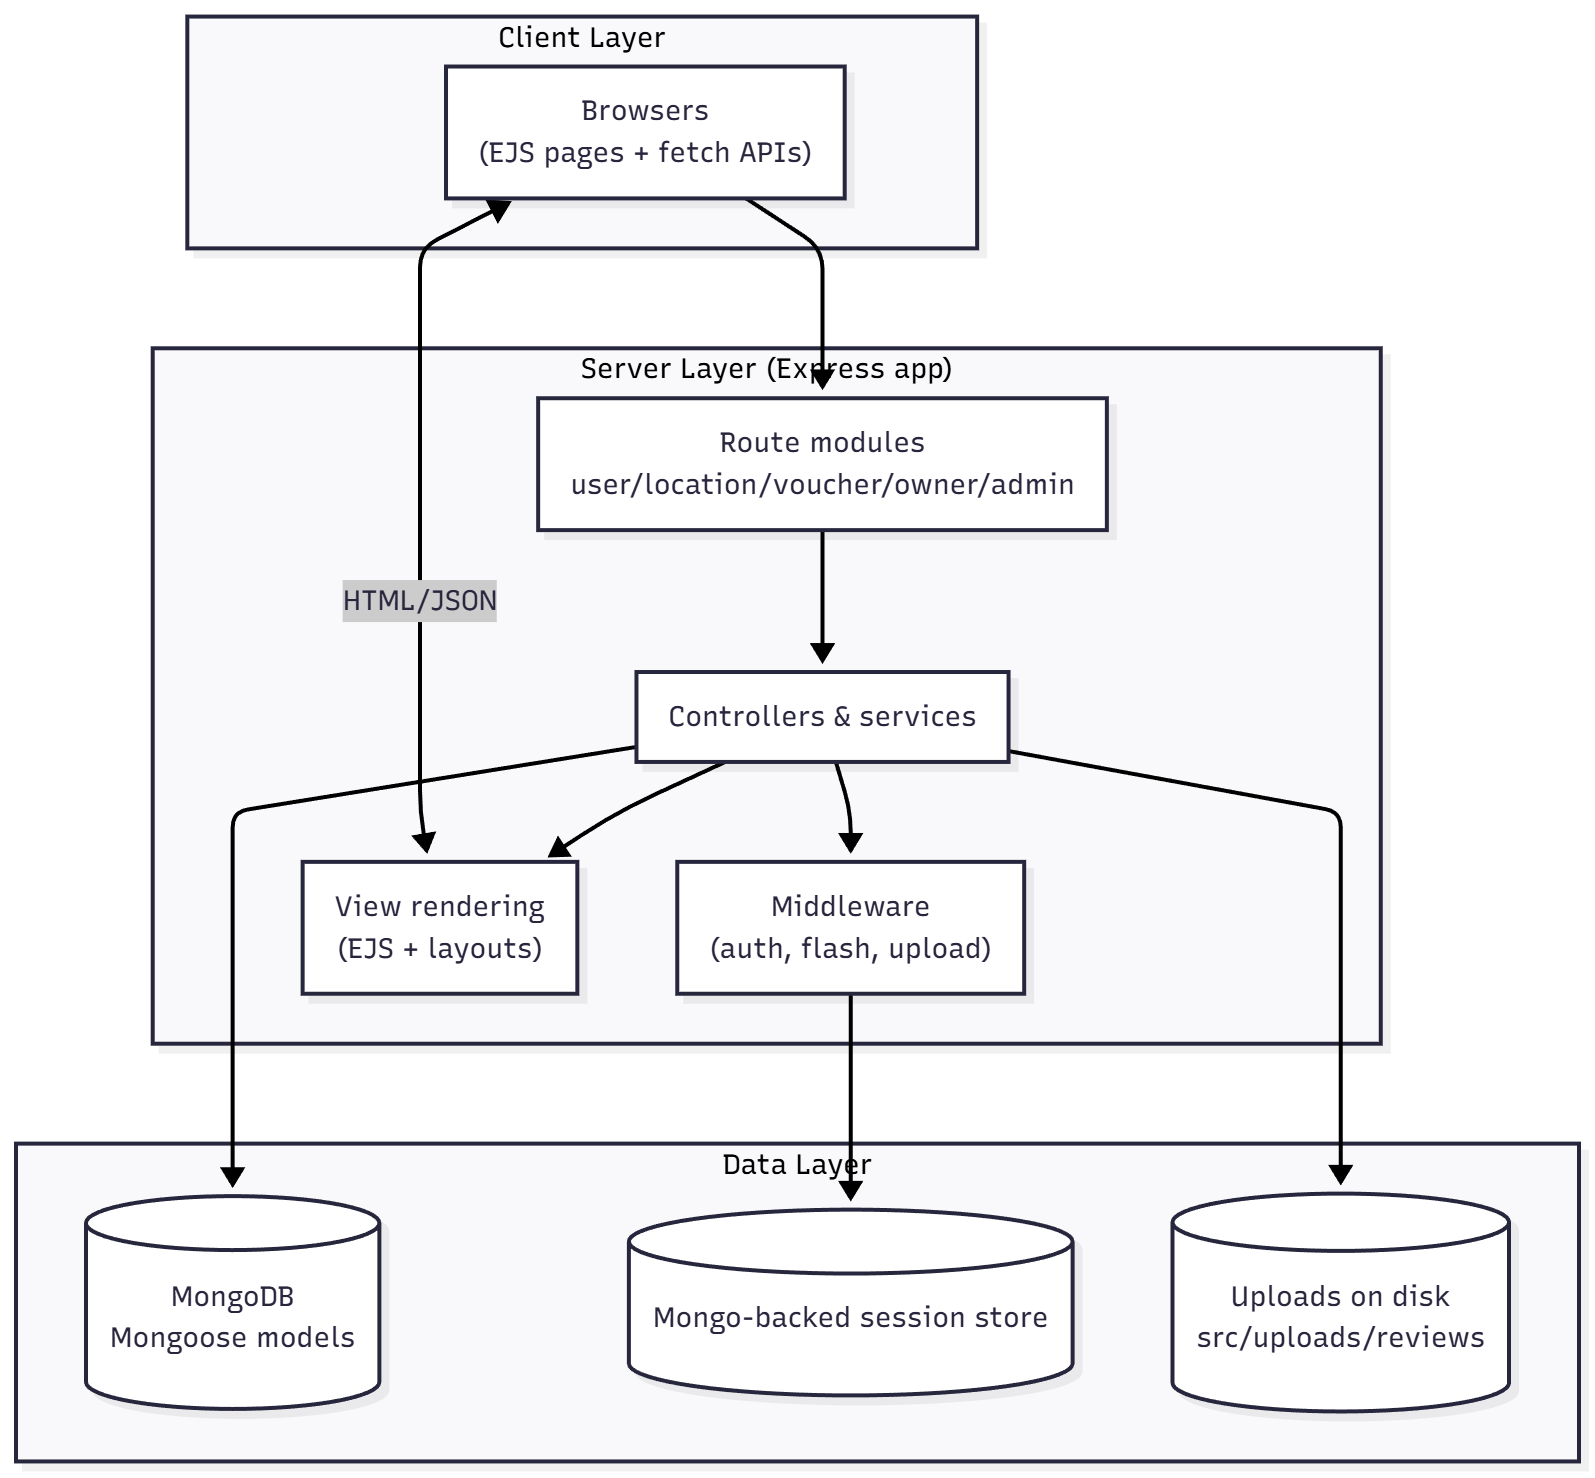 Client Layer
Browsers
(EJS pages + fetch APIs)
Server Layer (Express app)
Route modules
user/location/voucher/owner/admin
HTML/JSON
Controllers & services
View rendering
(EJS + layouts)
Middleware
(auth, flash, upload)
Data Layer
MongoDB
Mongoose models
Mongo-backed session store
Uploads on disk
src/uploads/reviews